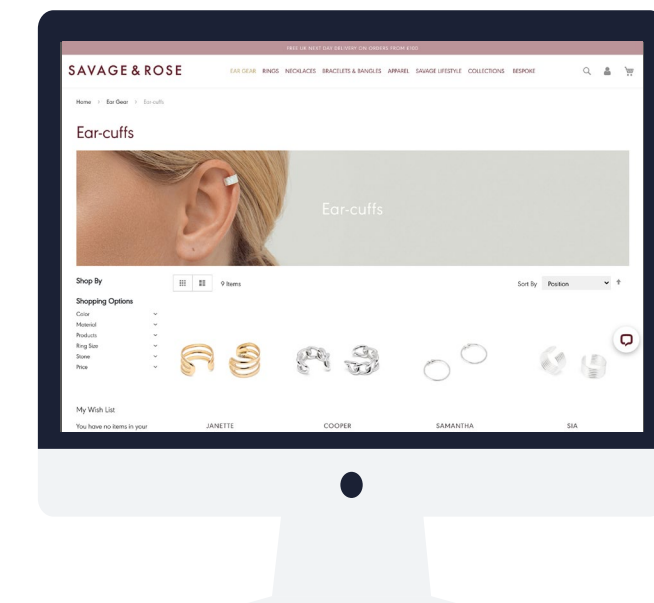 FREE UK NEXT DAY DELIVERY ON ORDERS FROM £100
SAVAGE & ROSE
EAR GEAR RINGS NECKLACES BRACELETS & BANGLES APPAREL SAVAGE LIFESTYLE COLLECTIONS BESPOKE
Home > Ear Gear > Ear-cuffs
Ear-cuffs
Ear-cuffs
Shop By
9 Items
Sort By Position
Shopping Options
Color
Material
Products
Ring Size
Stone
Price
My Wish List
You have no items in your
JANETTE COOPER SAMANTHA SIA